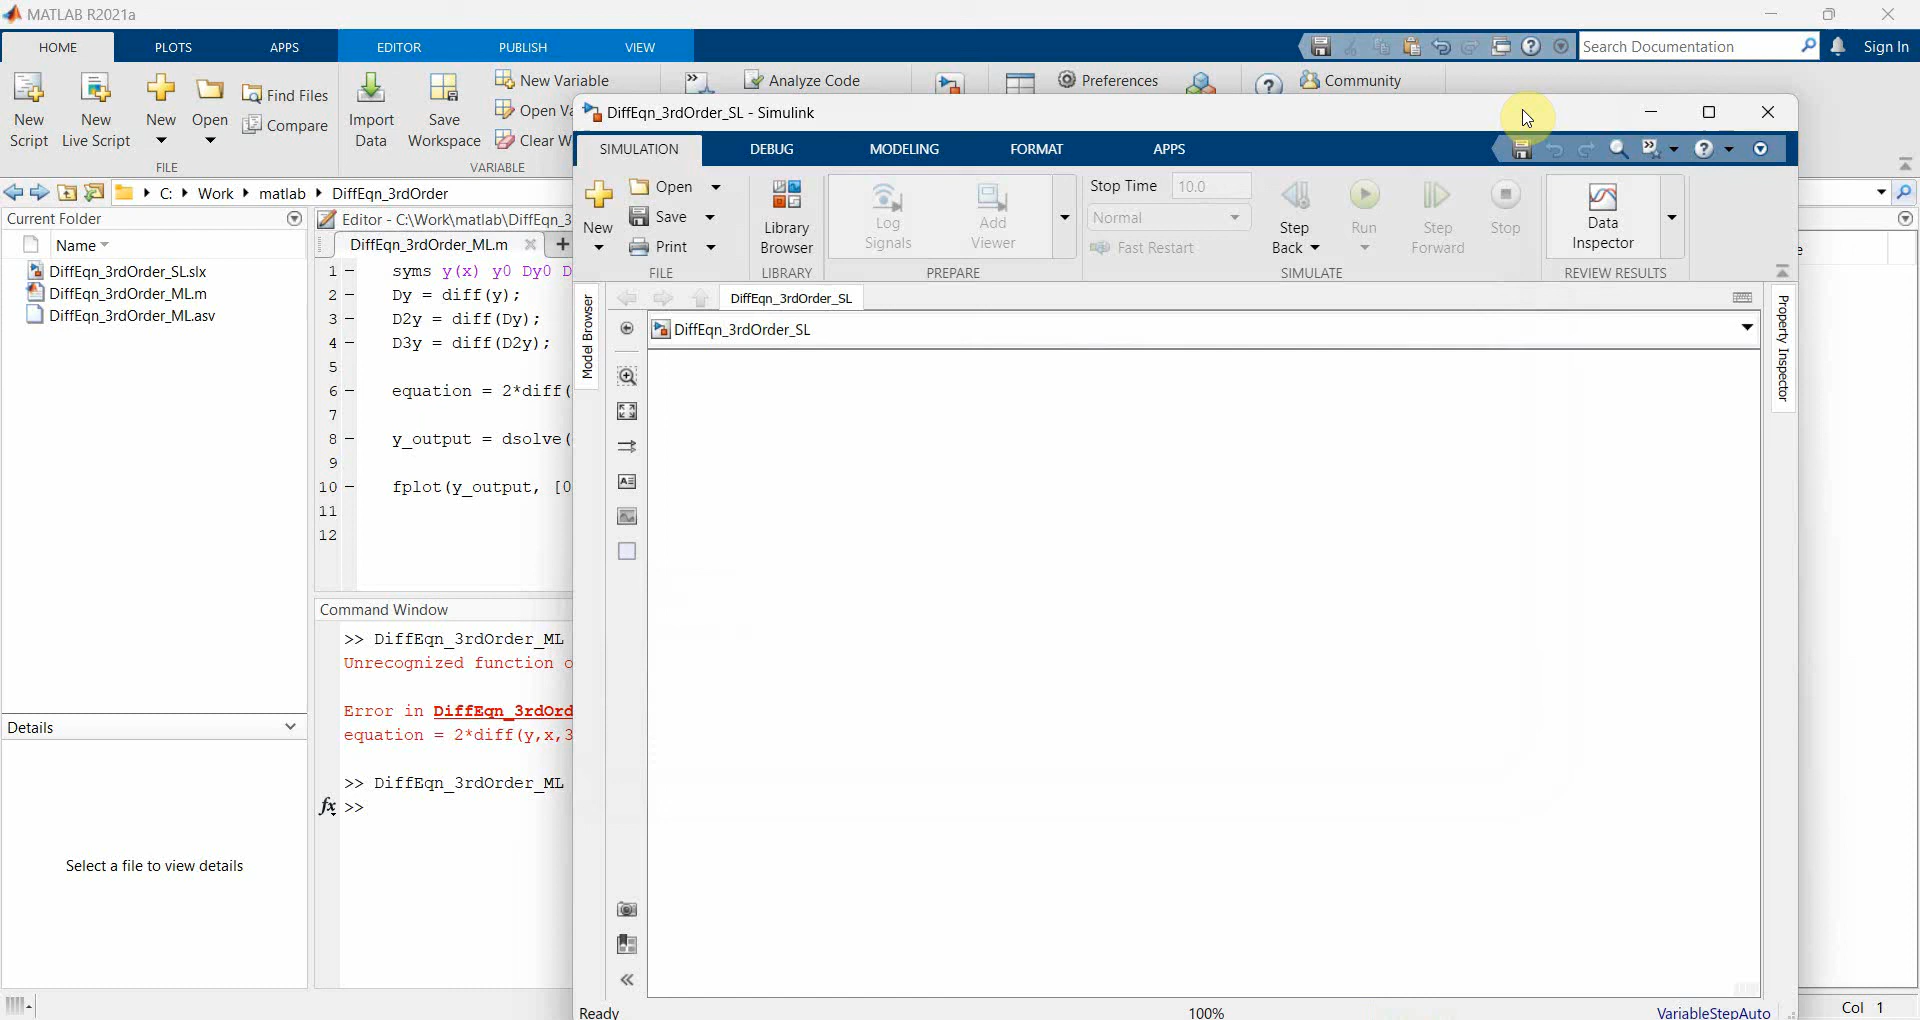 MATLAB R2021a
HOME PLOTS APPS EDITOR PUBLISH VIEW
Search Documentation
Sign In
New Script
New Live Script
New
Open
Find Files
Compare
FILE
Import Data
Save Workspace
New Variable
Open Va
Clear W
VARIABLE
Analyze Code
Preferences
Community
C: Work matlab DiffEqn_3rdOrder
Current Folder
Name
DiffEqn_3rdOrder_SL.slx
DiffEqn_3rdOrder_ML.m
DiffEqn_3rdOrder_ML.asv
Details
Select a file to view details
Editor - C:\Work\matlab\DiffEqn_3
DiffEqn_3rdOrder_ML.m
1 – syms y(x) y0 Dy0 D
2 – Dy = diff(y);
3 – D2y = diff(Dy);
4 – D3y = diff(D2y);
5
6 – equation = 2*diff(
7
8 – y_output = dsolve(
9
10 – fplot(y_output, [0
11
12
Command Window
>> DiffEqn_3rdOrder_ML
Unrecognized function o
Error in DiffEqn_3rdOrd
equation = 2*diff(y,x,3
>> DiffEqn_3rdOrder_ML
fx >>
DiffEqn_3rdOrder_SL - Simulink
SIMULATION DEBUG MODELING FORMAT APPS
New
Open
Save
Print
FILE
Library Browser
LIBRARY
Log Signals
Add Viewer
PREPARE
Stop Time 10.0
Normal
Fast Restart
Step Back
Run
Step Forward
Stop
SIMULATE
Data Inspector
REVIEW RESULTS
Model Browser
DiffEqn_3rdOrder_SL
DiffEqn_3rdOrder_SL
Property Inspector
Ready
100%
VariableStepAuto
e
Col 1